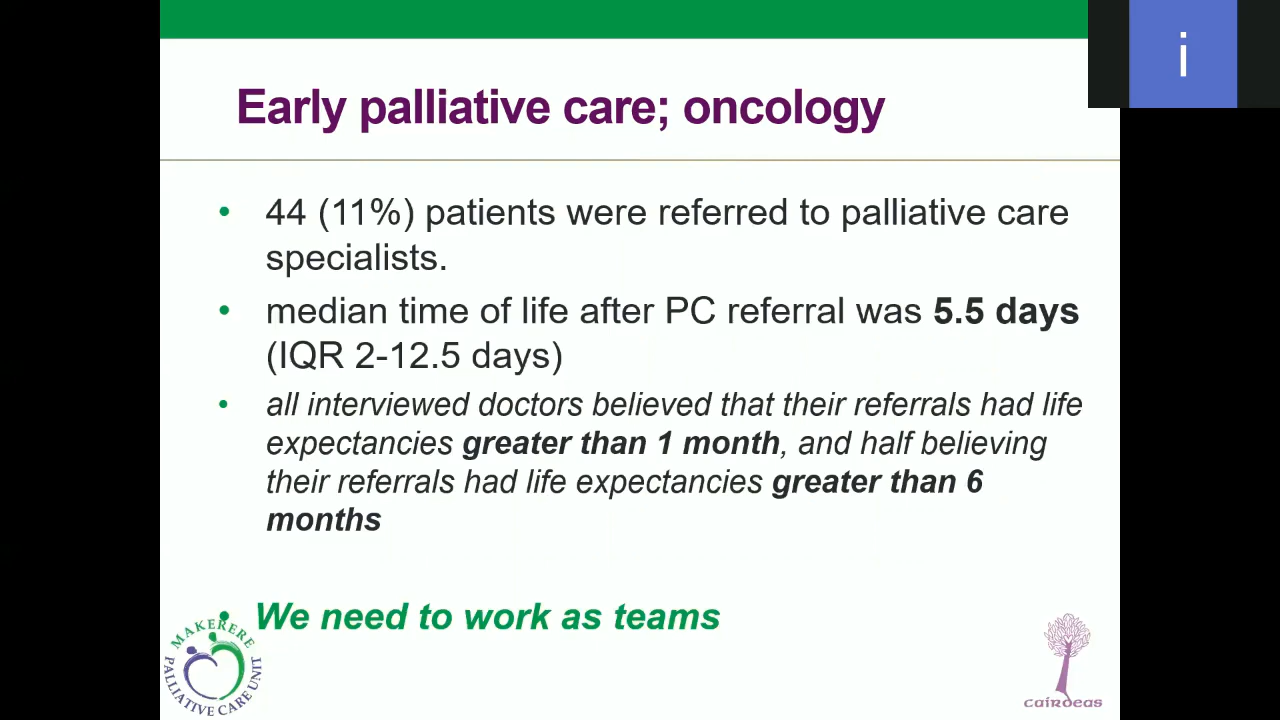 i
Early palliative care; oncology
• 44 (11%) patients were referred to palliative care
specialists.
• median time of life after PC referral was 5.5 days
(IQR 2-12.5 days)
• all interviewed doctors believed that their referrals had life
expectancies greater than 1 month, and half believing
their referrals had life expectancies greater than 6
months
• We need to work as teams
MAKERERE
PALLIATIVE CARE UNIT
cairdeas